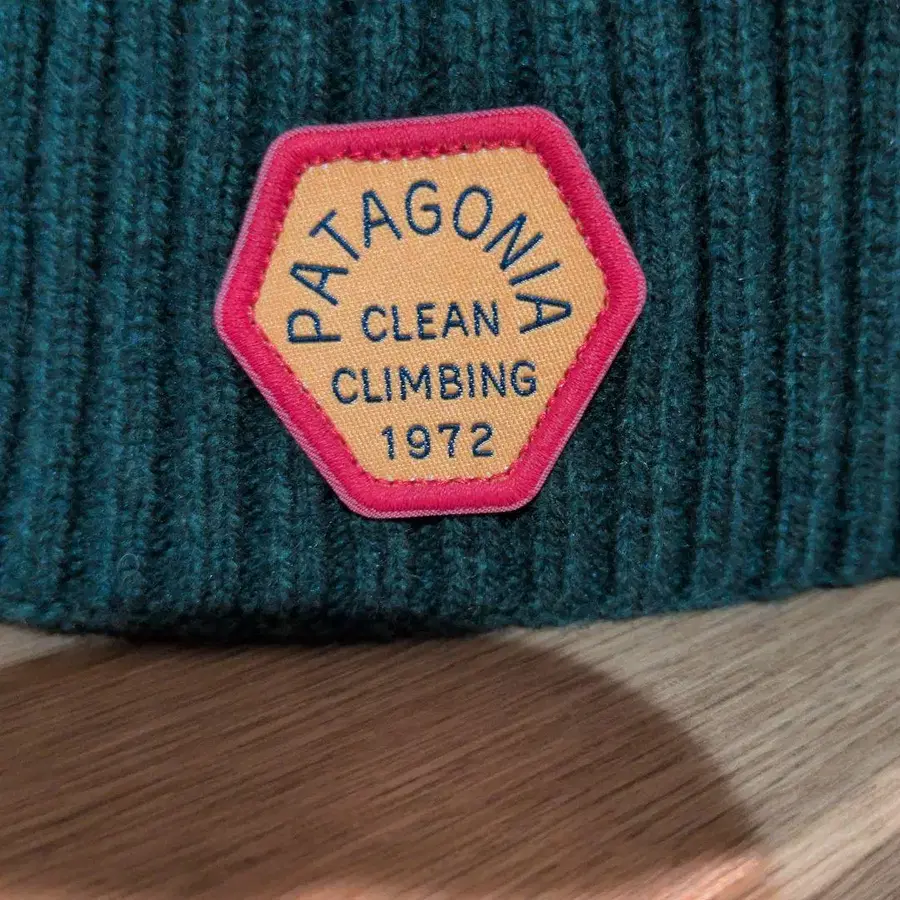 PATAGONIA
CLEAN
CLIMBING
1972